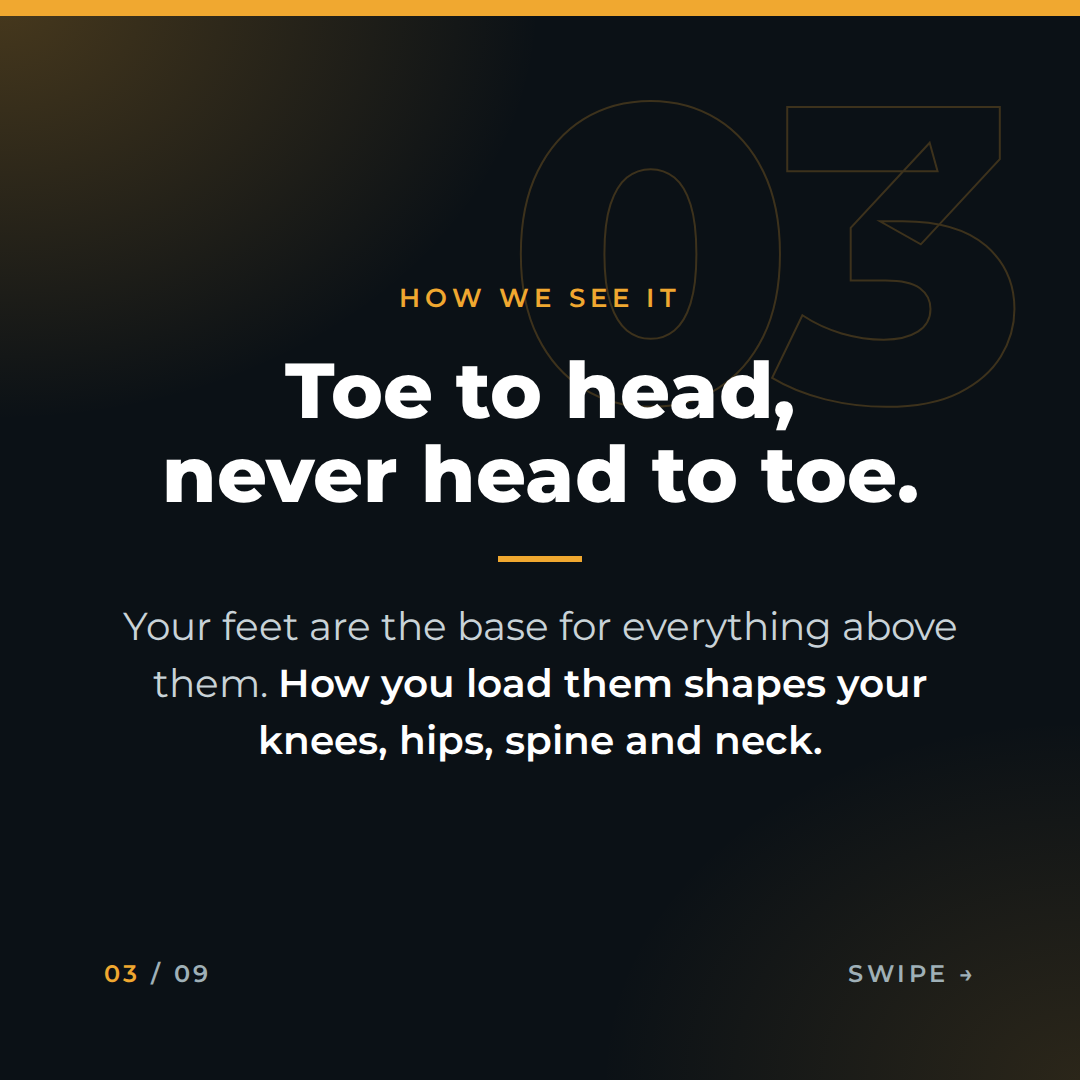 03
HOW WE SEE IT
Toe to head,
never head to toe.
Your feet are the base for everything above
them. How you load them shapes your
knees, hips, spine and neck.
03 / 09
SWIPE →